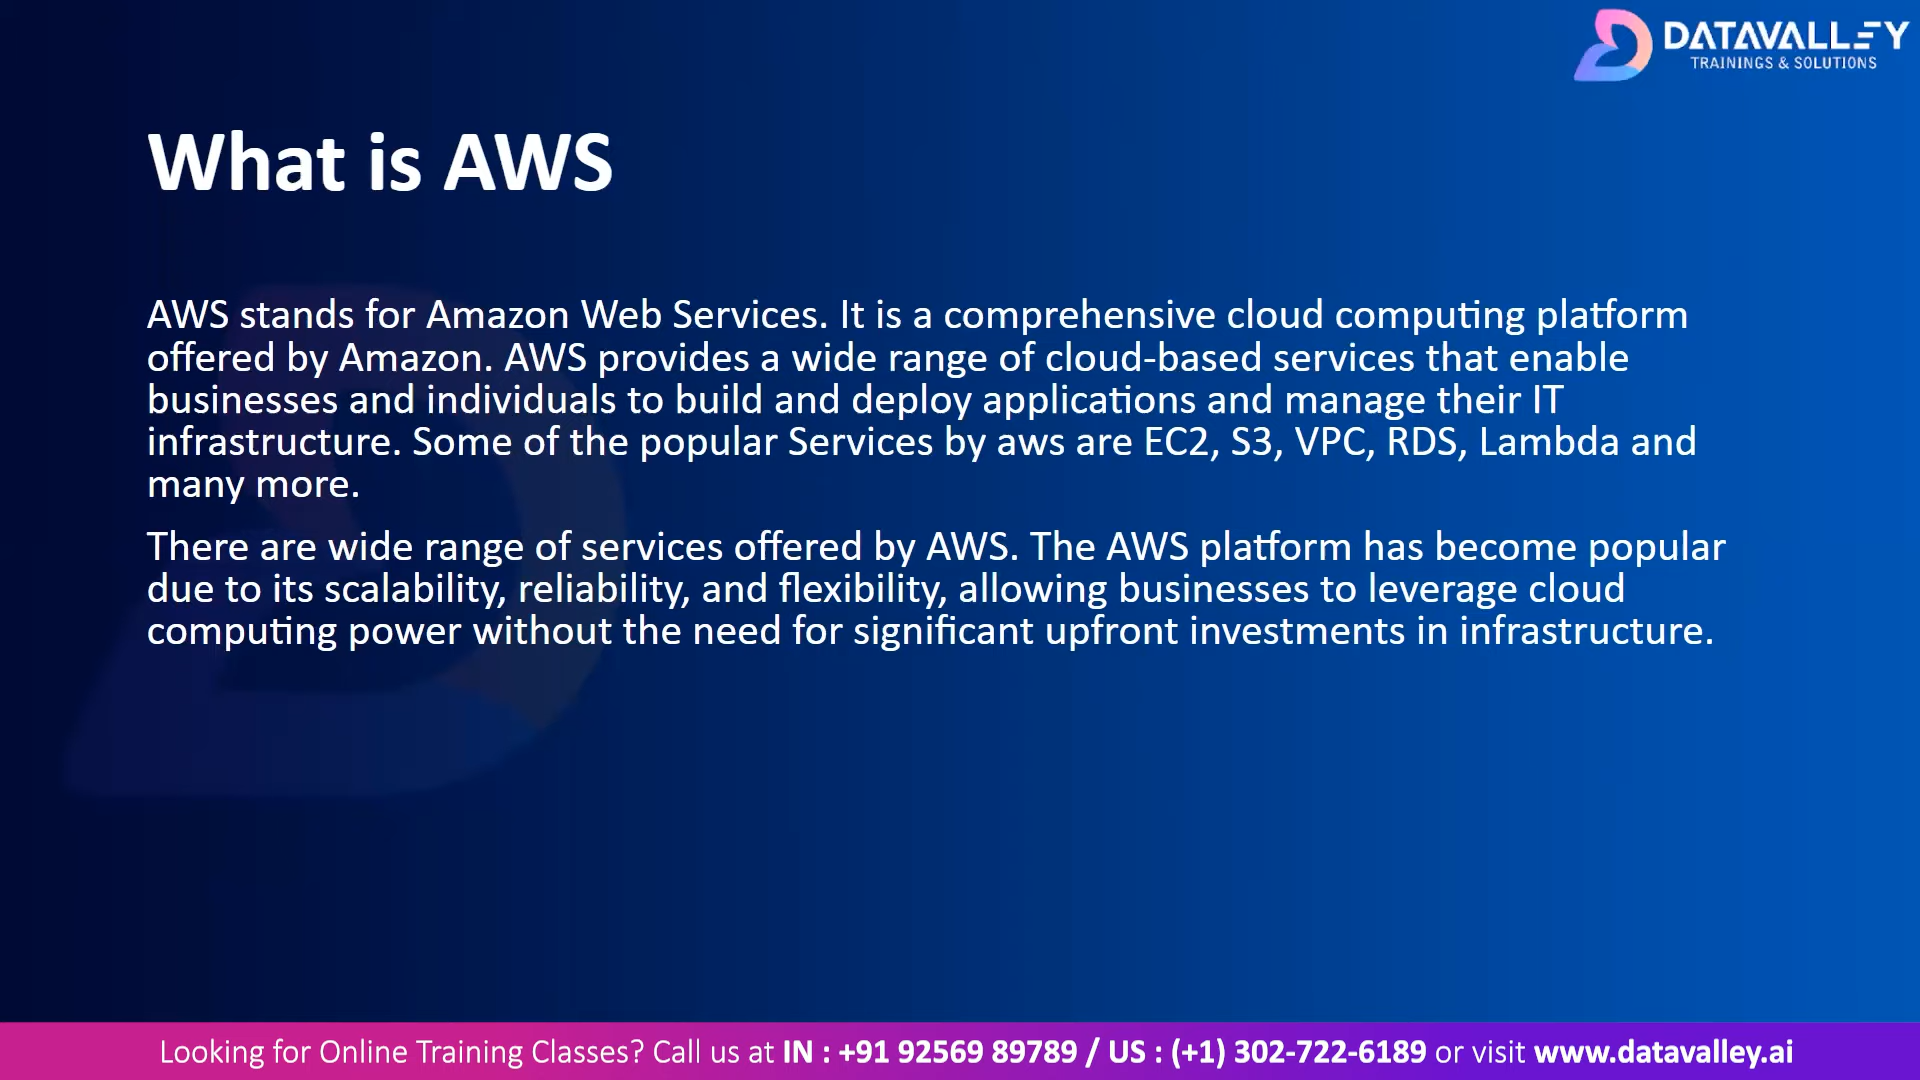 DATAVALLEY
TRAININGS & SOLUTIONS
What is AWS
AWS stands for Amazon Web Services. It is a comprehensive cloud computing platform
offered by Amazon. AWS provides a wide range of cloud-based services that enable
businesses and individuals to build and deploy applications and manage their IT
infrastructure. Some of the popular Services by aws are EC2, S3, VPC, RDS, Lambda and
many more.
There are wide range of services offered by AWS. The AWS platform has become popular
due to its scalability, reliability, and flexibility, allowing businesses to leverage cloud
computing power without the need for significant upfront investments in infrastructure.
Looking for Online Training Classes? Call us at IN : +91 92569 89789 / US : (+1) 302-722-6189 or visit www.datavalley.ai